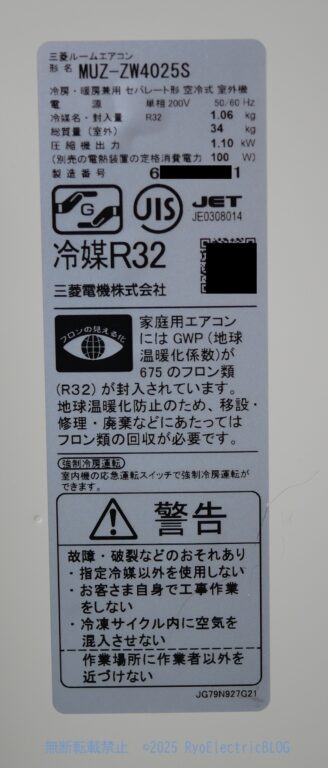 三菱ルームエアコン
形名 MUZ-ZW4025S
冷房・暖房兼用 セパレート形 空冷式 室外機
電源 単相200V 50/60 Hz
冷媒名・封入量 R32 1.06 kg
総質量(室外) 34 kg
圧縮機出力 1.10 kW
(別売の電熱装置の定格消費電力 100 W)
製造番号 6 1
G
JIS
JET
JE0308014
冷媒R32
三菱電機株式会社
フロンの見える化
家庭用エアコン
にはGWP(地球
温暖化係数)が
675のフロン類
(R32)が封入されています。
地球温暖化防止のため、移設・
修理・廃棄などにあたっては
フロン類の回収が必要です。
強制冷房運転
室内機の応急運転スイッチで強制冷房運転が
できます。
警告
故障・破裂などのおそれあり
・指定冷媒以外を使用しない
・お客さま自身で工事作業
をしない
・冷凍サイクル内に空気を
混入させない
作業場所に作業者以外を
近づけない
JG79N927G21
無断転載禁止 ©2025 RyoElectricBLOG